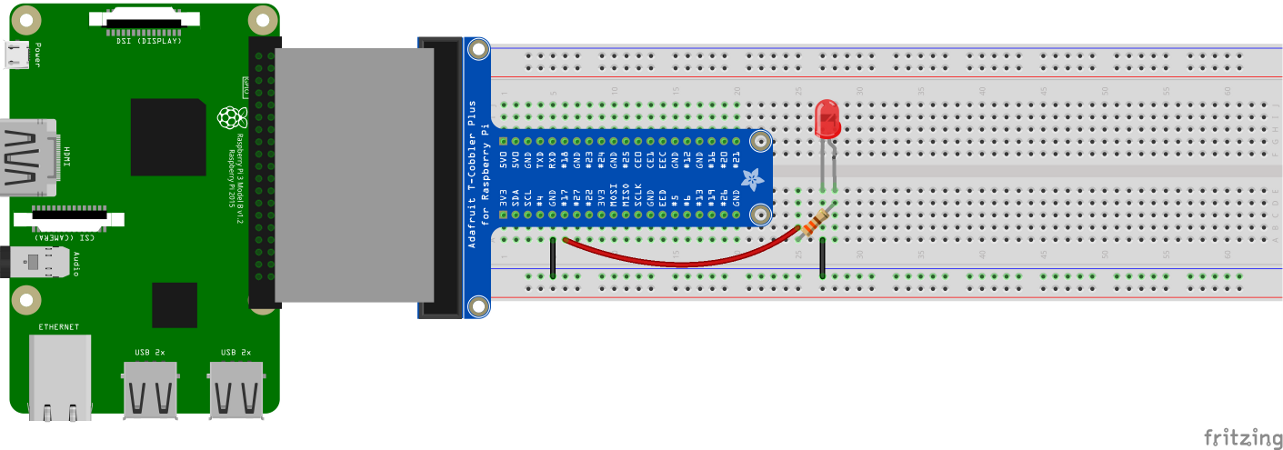 DSI (DISPLAY)
Power
HDMI
CSI (CAMERA)
Audio
ETHERNET
USB 2x
USB 2x
GPIO
Raspberry Pi 3 Model B v1.2
Raspberry Pi 2015
Adafruit T-Cobbler Plus
for Raspberry Pi
5V0 5V0 GND TXD RXD #18 GND #23 #24 GND #25 CE0 CE1 EEC GND #12 GND #16 #20 #21
3V3 SDA SCL #4 GND #17 #27 #22 3V3 MOSI MISO SCLK GND EED #5 #6 #13 #19 #26 GND
1 5 10 15 20 25 30 35 40 45 50 55 60
1 25 30 35 40 45 50 55 60
fritzing